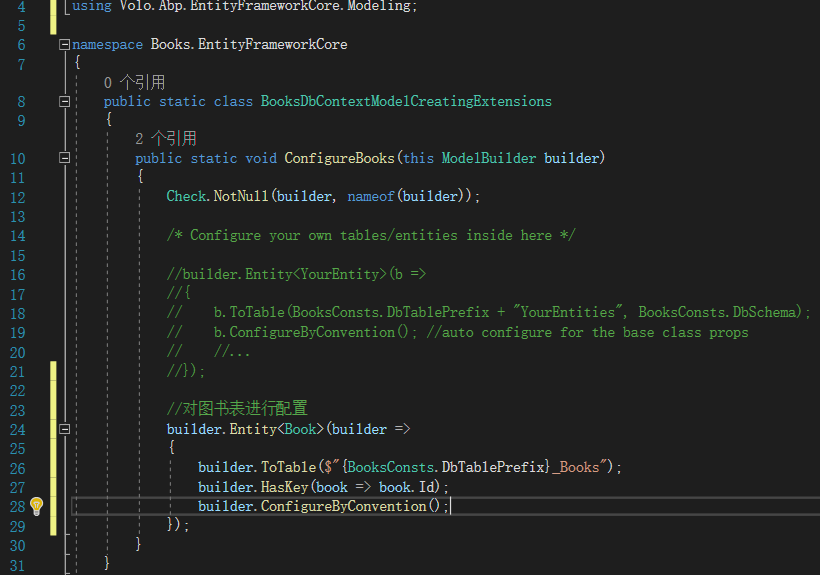 4 using Volo.Abp.EntityFrameworkCore.Modeling;
5
6 namespace Books.EntityFrameworkCore
7 {
0 个引用
8 public static class BooksDbContextModelCreatingExtensions
9 {
2 个引用
10 public static void ConfigureBooks(this ModelBuilder builder)
11 {
12 Check.NotNull(builder, nameof(builder));
13
14 /* Configure your own tables/entities inside here */
15
16 //builder.Entity<YourEntity>(b =>
17 //{
18 //    b.ToTable(BooksConsts.DbTablePrefix + "YourEntities", BooksConsts.DbSchema);
19 //    b.ConfigureByConvention(); //auto configure for the base class props
20 //    //...
21 //});
22
23 //对图书表进行配置
24 builder.Entity<Book>(builder =>
25 {
26 builder.ToTable($"{BooksConsts.DbTablePrefix}_Books");
27 builder.HasKey(book => book.Id);
28 builder.ConfigureByConvention();
29 });
30 }
31 }